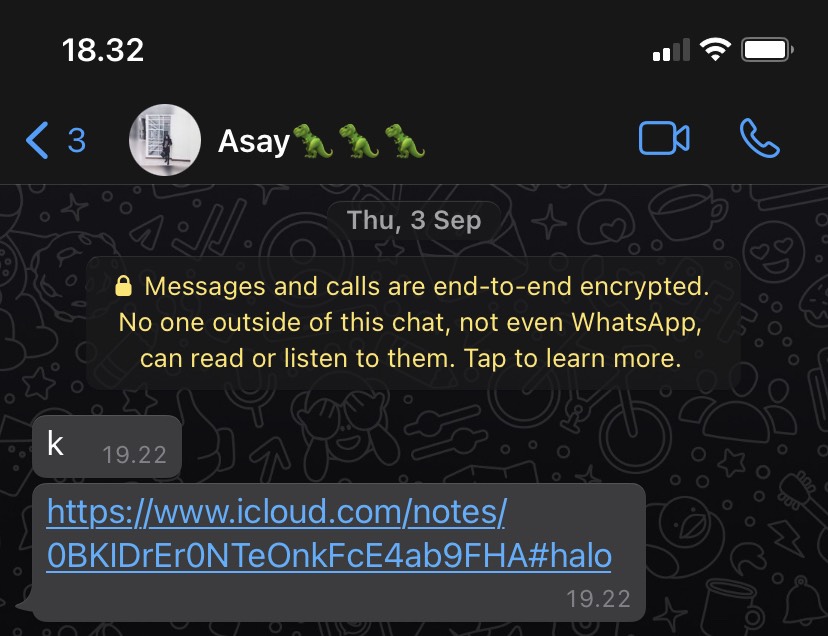 18.32
3 Asay🦖🦖🦖
Thu, 3 Sep
🔒 Messages and calls are end-to-end encrypted.
No one outside of this chat, not even WhatsApp,
can read or listen to them. Tap to learn more.
k 19.22
https://www.icloud.com/notes/
0BKIDrEr0NTeOnkFcE4ab9FHA#halo
19.22